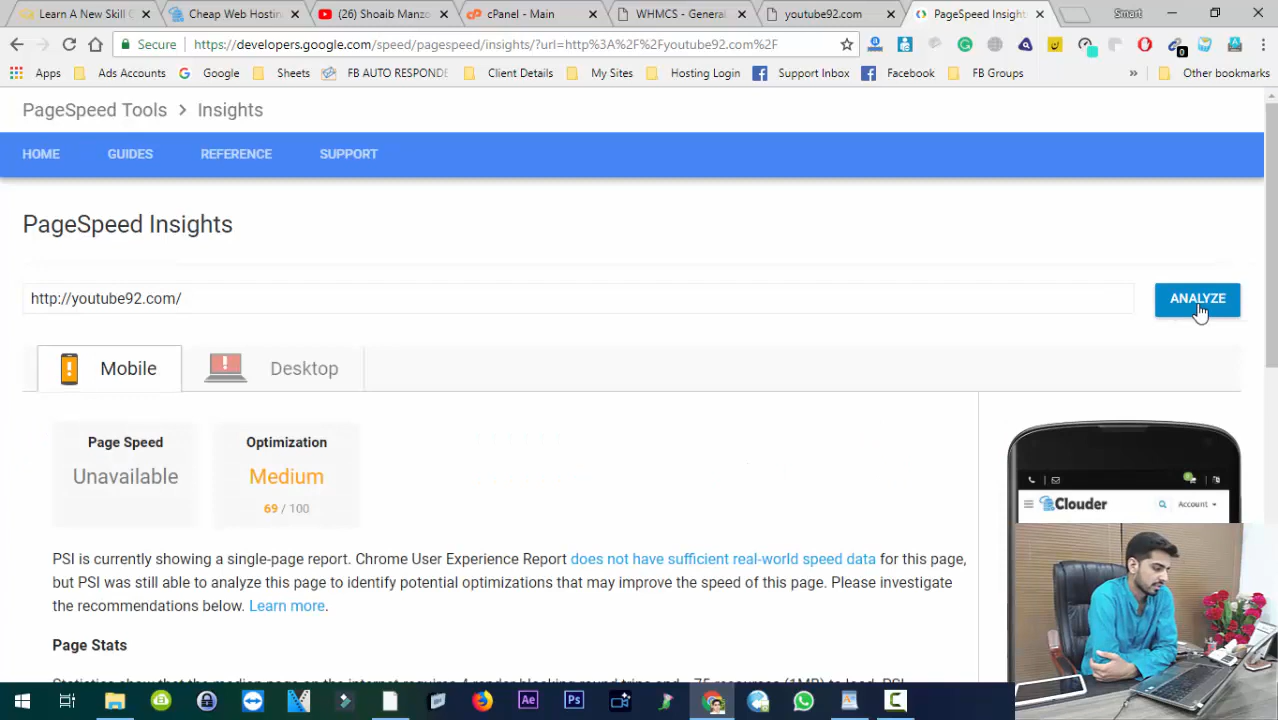 Learn A New Skill
Cheap Web Hostin
(26) Shoaib Manzo
cPanel - Main
WHMCS - General
youtube92.com
PageSpeed Insight
Smart
Secure
https://developers.google.com/speed/pagespeed/insights/?url=http%3A%2F%2Fyoutube92.com%2F
Apps
Ads Accounts
Google
Sheets
FB AUTO RESPONDE
Client Details
My Sites
Hosting Login
Support Inbox
Facebook
FB Groups
»
Other bookmarks
PageSpeed Tools > Insights
HOME
GUIDES
REFERENCE
SUPPORT
PageSpeed Insights
http://youtube92.com/
ANALYZE
Mobile
Desktop
Page Speed
Unavailable
Optimization
Medium
69 / 100
PSI is currently showing a single-page report. Chrome User Experience Report does not have sufficient real-world speed data for this page,
but PSI was still able to analyze this page to identify potential optimizations that may improve the speed of this page. Please investigate
the recommendations below. Learn more.
Page Stats
Clouder
Account
Ae
Ps